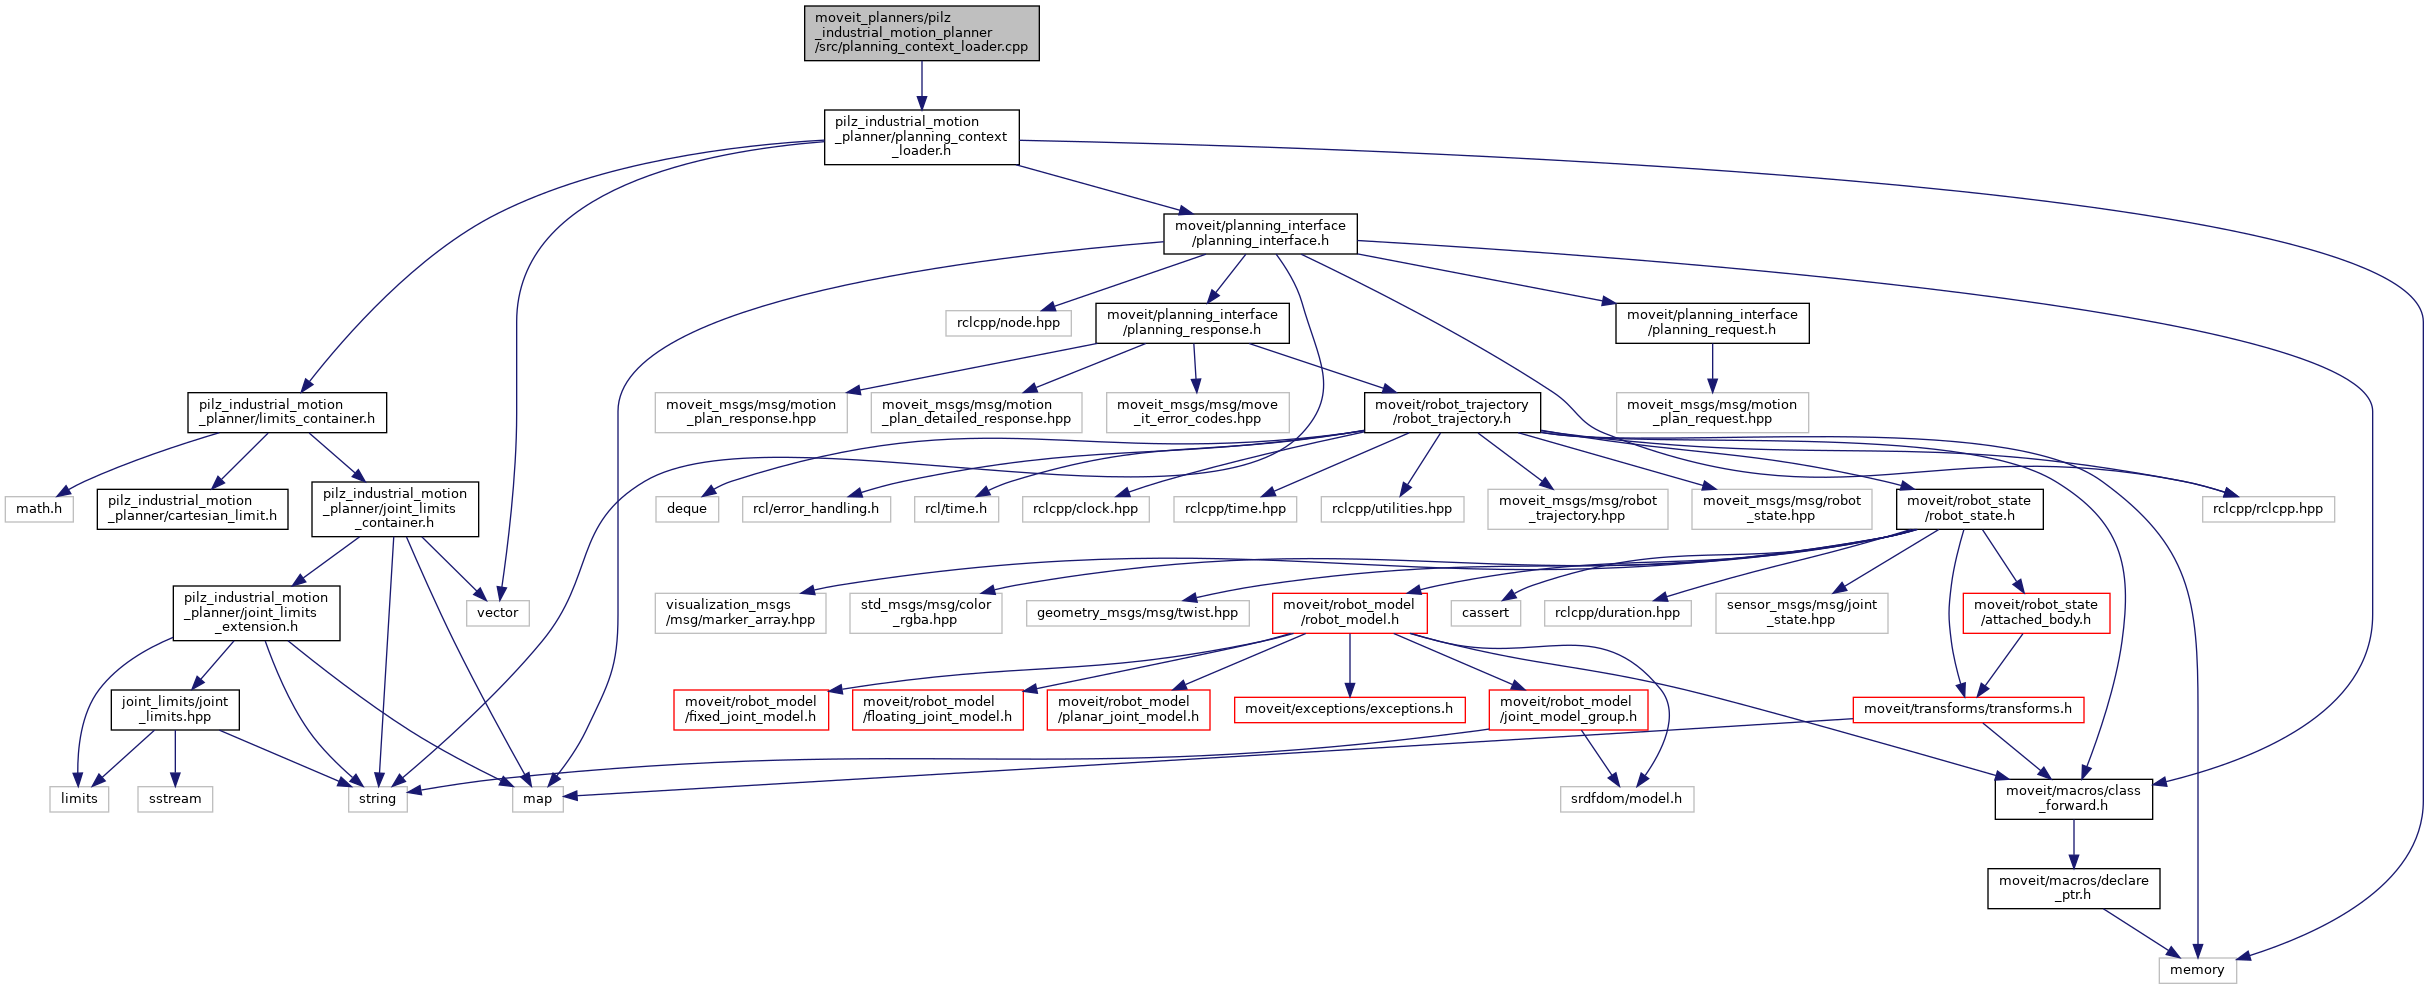 moveit_planners/pilz
_industrial_motion_planner
/src/planning_context_loader.cpp
pilz_industrial_motion
_planner/planning_context
_loader.h
moveit/planning_interface
/planning_interface.h
rclcpp/node.hpp
moveit/planning_interface
/planning_response.h
moveit/planning_interface
/planning_request.h
pilz_industrial_motion
_planner/limits_container.h
moveit_msgs/msg/motion
_plan_response.hpp
moveit_msgs/msg/motion
_plan_detailed_response.hpp
moveit_msgs/msg/move
_it_error_codes.hpp
moveit/robot_trajectory
/robot_trajectory.h
moveit_msgs/msg/motion
_plan_request.hpp
math.h
pilz_industrial_motion
_planner/cartesian_limit.h
pilz_industrial_motion
_planner/joint_limits
_container.h
deque
rcl/error_handling.h
rcl/time.h
rclcpp/clock.hpp
rclcpp/time.hpp
rclcpp/utilities.hpp
moveit_msgs/msg/robot
_trajectory.hpp
moveit_msgs/msg/robot
_state.hpp
moveit/robot_state
/robot_state.h
rclcpp/rclcpp.hpp
pilz_industrial_motion
_planner/joint_limits
_extension.h
vector
visualization_msgs
/msg/marker_array.hpp
std_msgs/msg/color
_rgba.hpp
geometry_msgs/msg/twist.hpp
moveit/robot_model
/robot_model.h
cassert
rclcpp/duration.hpp
sensor_msgs/msg/joint
_state.hpp
moveit/robot_state
/attached_body.h
joint_limits/joint
_limits.hpp
moveit/robot_model
/fixed_joint_model.h
moveit/robot_model
/floating_joint_model.h
moveit/robot_model
/planar_joint_model.h
moveit/exceptions/exceptions.h
moveit/robot_model
/joint_model_group.h
moveit/transforms/transforms.h
limits
sstream
string
map
srdfdom/model.h
moveit/macros/class
_forward.h
moveit/macros/declare
_ptr.h
memory